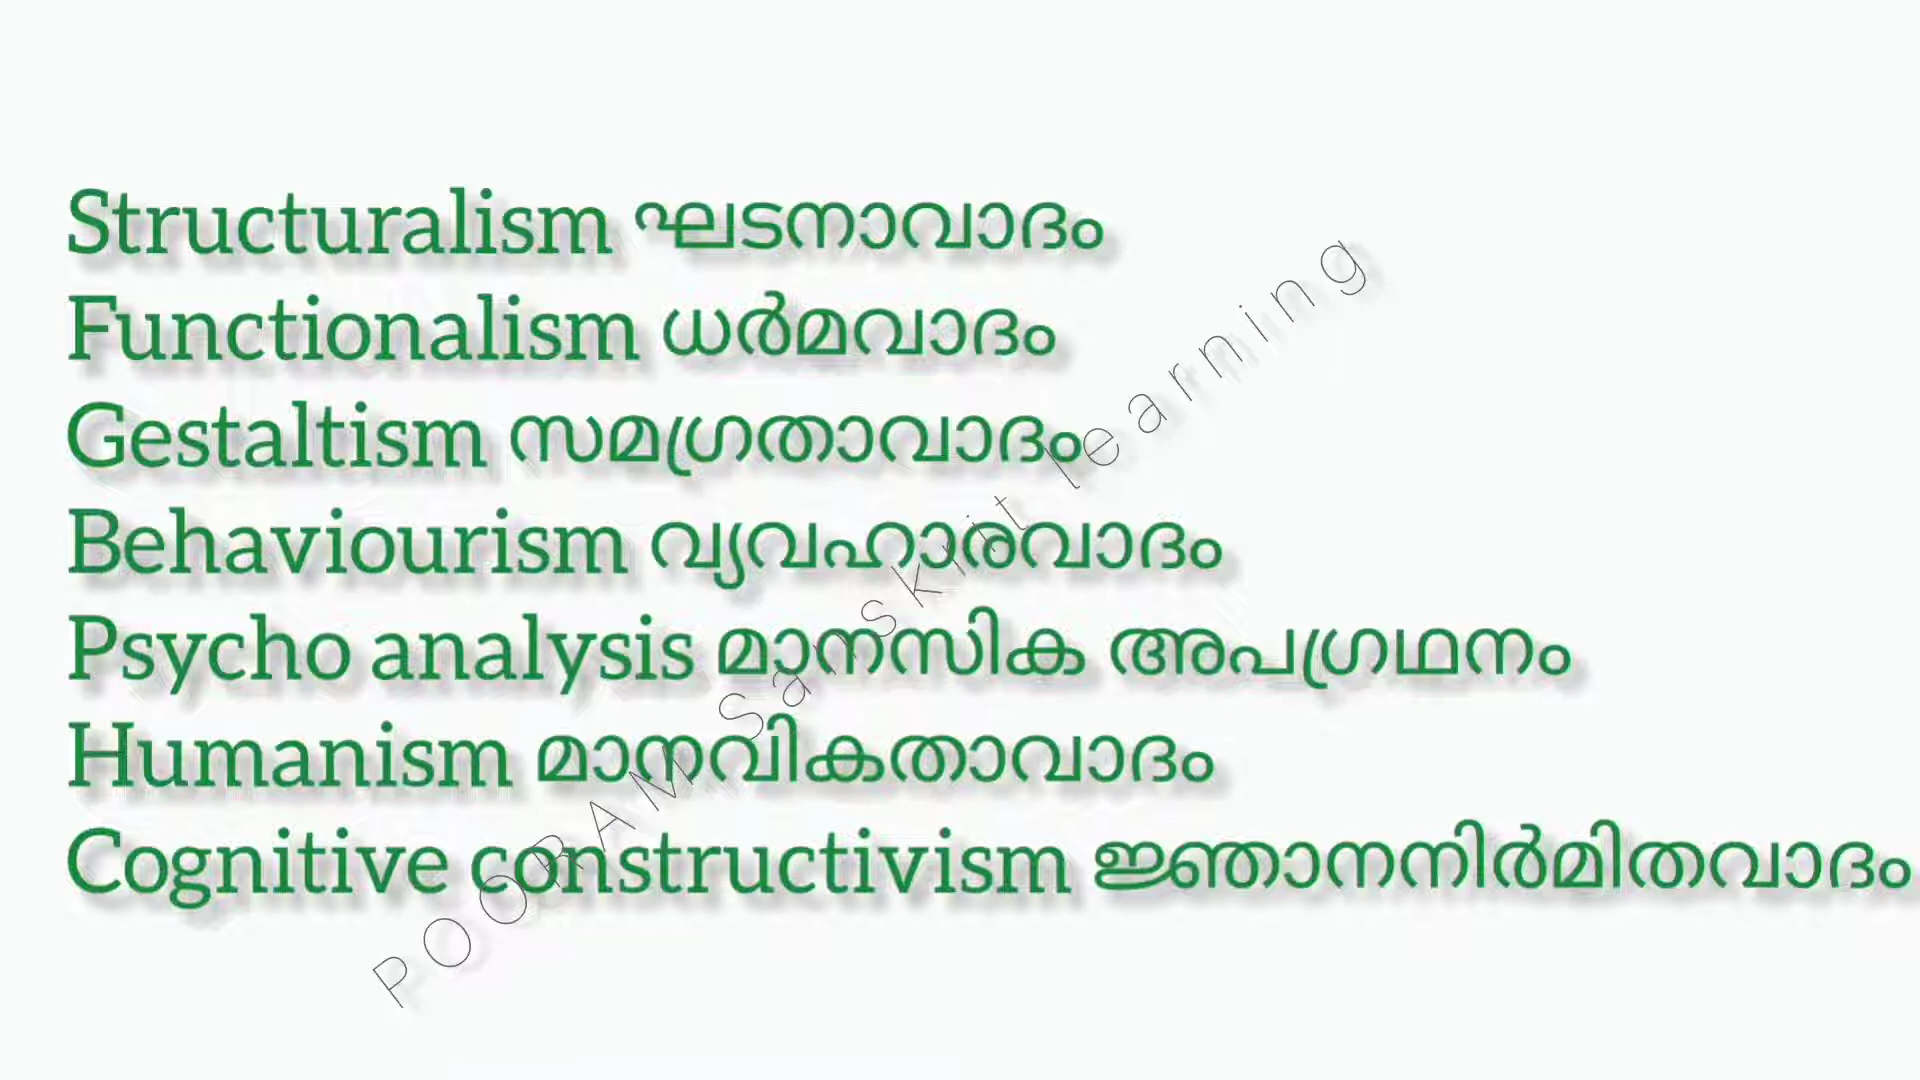 Structuralism ഘടനാവാദം
Functionalism ധർമവാദം
Gestaltism സമഗ്രതാവാദം
Behaviourism വ്യവഹാരവാദം
Psycho analysis മാനസിക അപഗ്രഥനം
Humanism മാനവികതാവാദം
Cognitive constructivism ജ്ഞാനനിർമിതവാദം
POORAM Samskrit learning